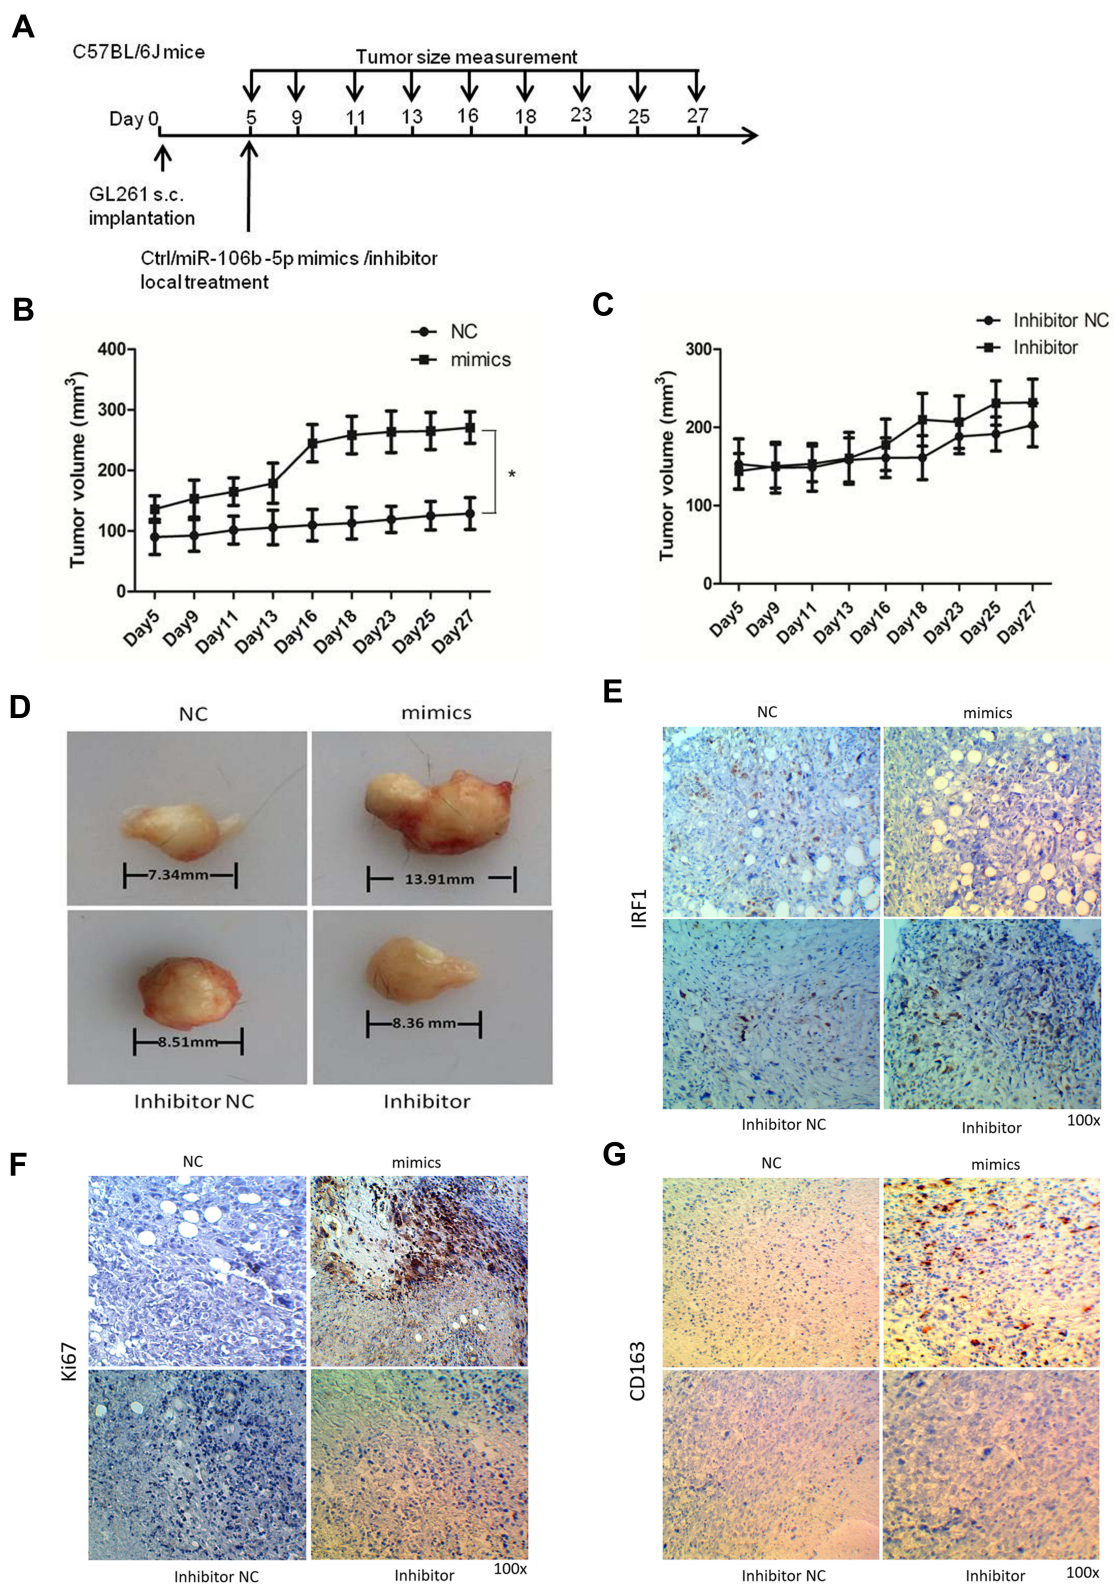 A
C57BL/6J mice
Tumor size measurement
Day 0
5 9 11 13 16 18 23 25 27
GL261 s.c.
implantation
Ctrl/miR-106b-5p mimics /inhibitor
local treatment
B
NC
mimics
Tumor volume (mm3)
400
300
200
100
0
*
Day5 Day9 Day11 Day13 Day16 Day18 Day23 Day25 Day27
C
Inhibitor NC
Inhibitor
Tumor volume (mm3)
300
200
100
0
Day5 Day9 Day11 Day13 Day16 Day18 Day23 Day25 Day27
D
NC mimics
7.34mm 13.91mm
8.51mm 8.36 mm
Inhibitor NC Inhibitor
E
NC mimics
IRF1
Inhibitor NC Inhibitor 100x
F
NC mimics
Ki67
Inhibitor NC Inhibitor 100x
G
NC mimics
CD163
Inhibitor NC Inhibitor 100x